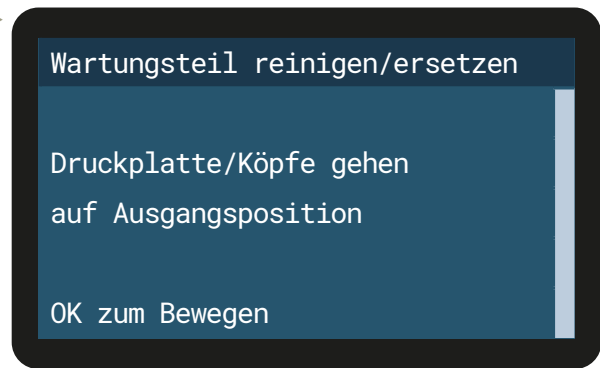 Wartungsteil reinigen/ersetzen
Druckplatte/Köpfe gehen
auf Ausgangsposition
OK zum Bewegen